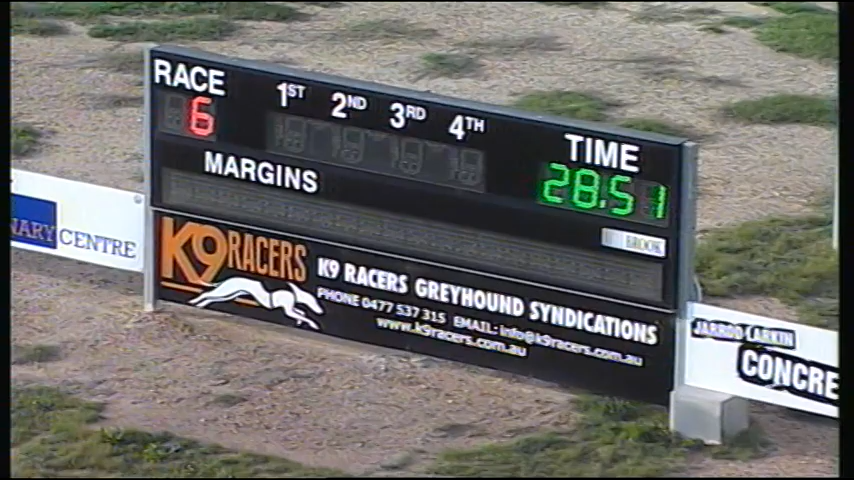 RACE 1ST 2ND 3RD 4TH TIME
6 28.51
MARGINS
BROOK
K9 RACERS
K9 RACERS GREYHOUND SYNDICATIONS
PHONE 0477 537 315 EMAIL: info@k9racers.com.au
www.k9racers.com.au
NARY CENTRE
JARROD LARKIN
CONCRE